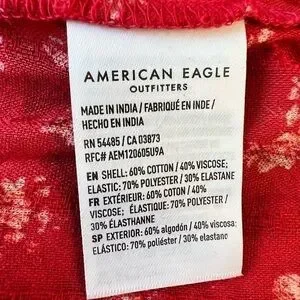 AMERICAN EAGLE
OUTFITTERS
MADE IN INDIA / FABRIQUÉ EN INDE /
HECHO EN INDIA
RN 54485 / CA 03873
RFC# AEM120605U9A
EN SHELL: 60% COTTON / 40% VISCOSE;
ELASTIC: 70% POLYESTER / 30% ELASTANE
FR EXTÉRIEUR: 60% COTON / 40%
VISCOSE; ÉLASTIQUE: 70% POLYESTER /
30% ÉLASTHANNE
SP EXTERIOR: 60% algodón / 40% viscosa;
ELÁSTICO: 70% poliéster / 30% elastano